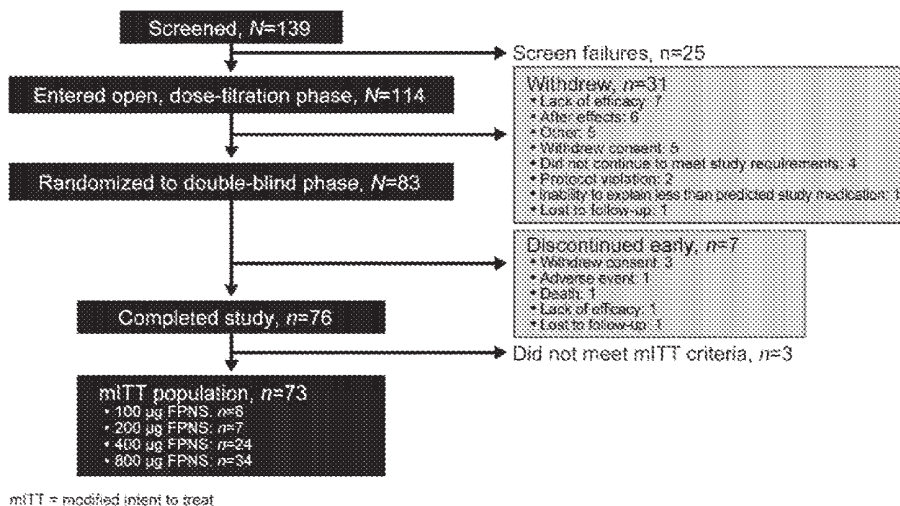 Screened, N=139
Screen failures, n=25
Entered open, dose-titration phase, N=114
Withdrew, n=31
• Lack of efficacy: 7
• After effects: 6
• Other: 5
• Withdrew consent: 5
• Did not continue to meet study requirements: 4
• Protocol violation: 2
• Inability to explain less than predicted study medication: 1
• Lost to follow-up: 1
Randomized to double-blind phase, N=83
Discontinued early, n=7
• Withdrew consent: 3
• Adverse event: 1
• Death: 1
• Lack of efficacy: 1
• Lost to follow-up: 1
Completed study, n=76
Did not meet mITT criteria, n=3
mITT population, n=73
• 100 µg FPNS: n=8
• 200 µg FPNS: n=7
• 400 µg FPNS: n=24
• 800 µg FPNS: n=34
mITT = modified intent to treat